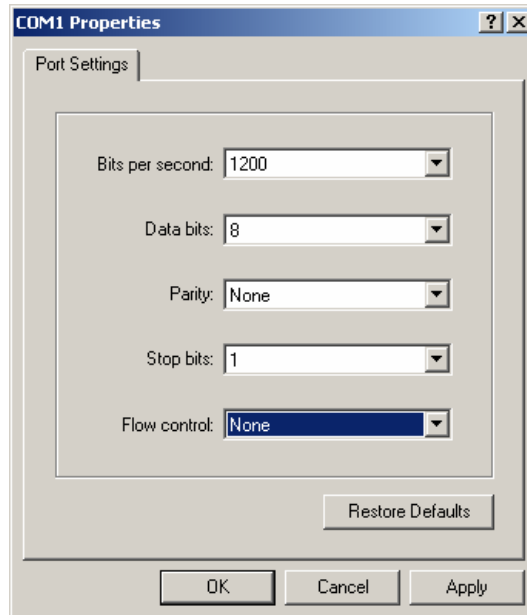 COM1 Properties
Port Settings
Bits per second: 1200
Data bits: 8
Parity: None
Stop bits: 1
Flow control: None
Restore Defaults
OK Cancel Apply